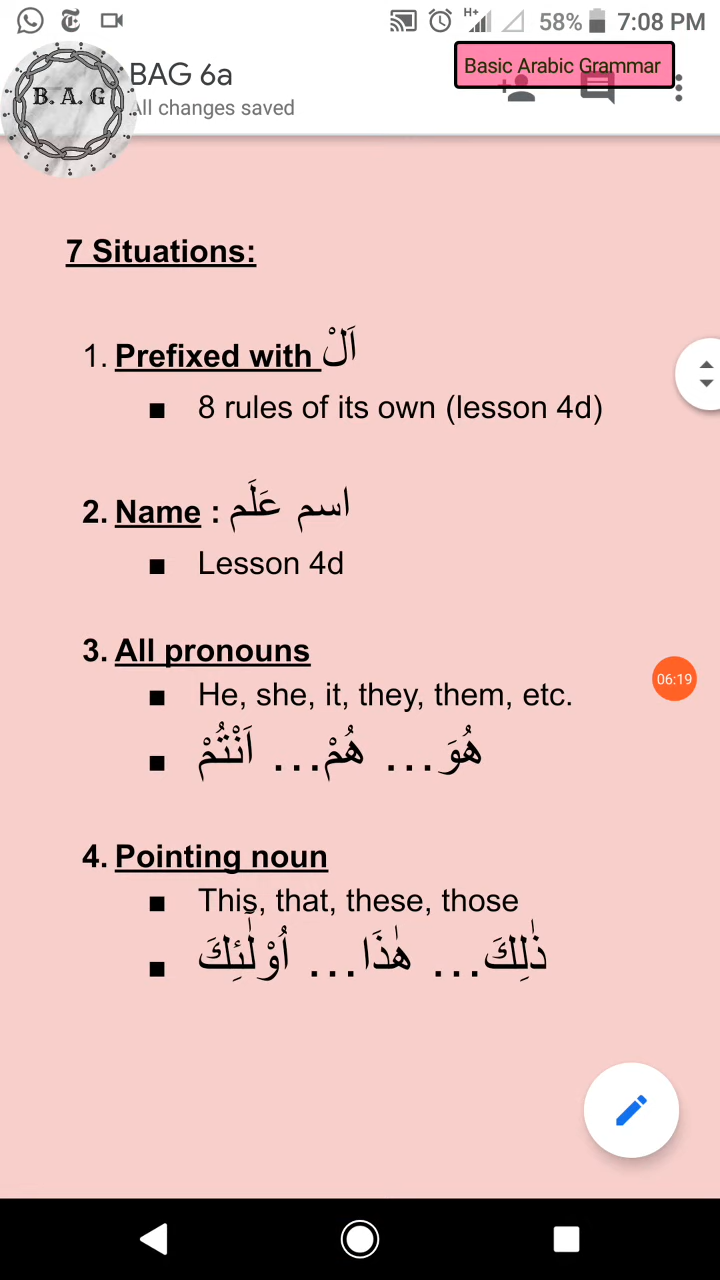 58% 7:08 PM
H+
B. A. G
BAG 6a
All changes saved
Basic Arabic Grammar
7 Situations:
1. Prefixed with اَلْ
■ 8 rules of its own (lesson 4d)
2. Name : اسم عَلَم
■ Lesson 4d
3. All pronouns
■ He, she, it, they, them, etc.
■ هُوَ... هُمْ... اَنْتُمْ
06:19
4. Pointing noun
■ This, that, these, those
■ ذٰلِكَ... هٰذَا... اُوْلٰٓئِكَ